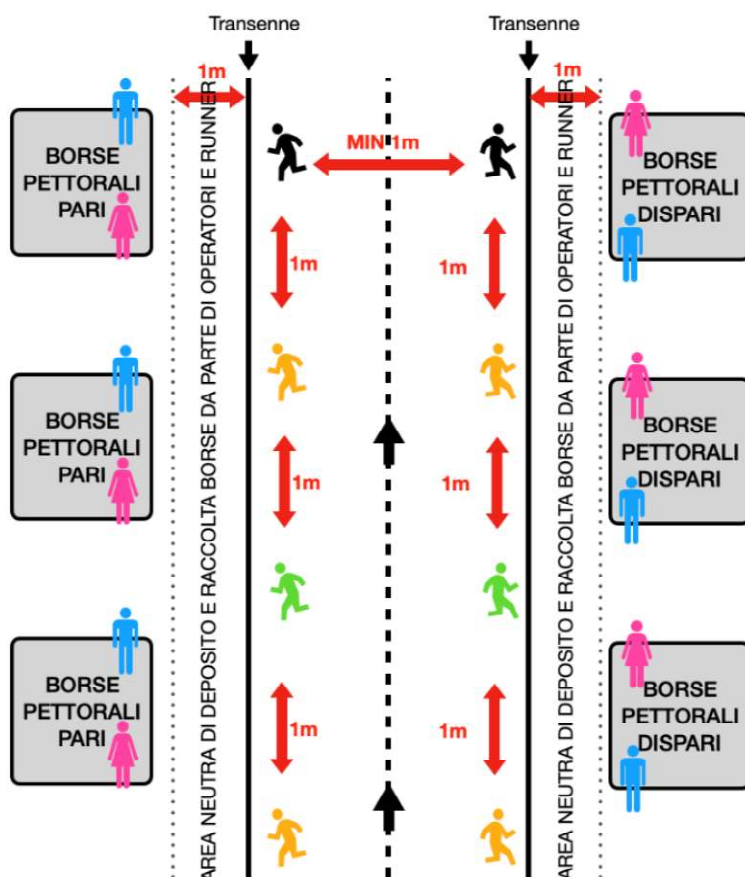 Transenne
Transenne
1m
1m
MIN 1m
BORSE
PETTORALI
PARI
AREA NEUTRA DI DEPOSITO E RACCOLTA BORSE DA PARTE DI OPERATORI E RUNNER
AREA NEUTRA DI DEPOSITO E RACCOLTA BORSE DA PARTE DI OPERATORI E RUNNER
BORSE
PETTORALI
DISPARI
1m
1m
BORSE
PETTORALI
PARI
BORSE
PETTORALI
DISPARI
1m
1m
BORSE
PETTORALI
PARI
BORSE
PETTORALI
DISPARI
1m
1m